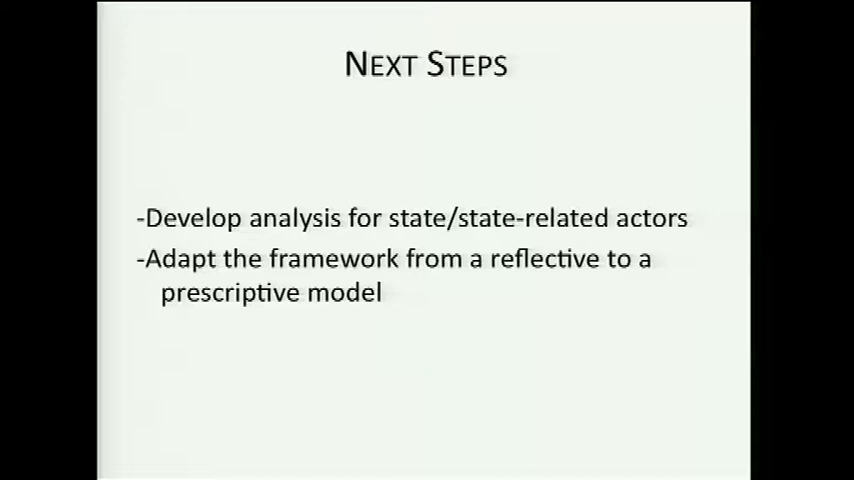 NEXT STEPS
-Develop analysis for state/state-related actors
-Adapt the framework from a reflective to a
prescriptive model